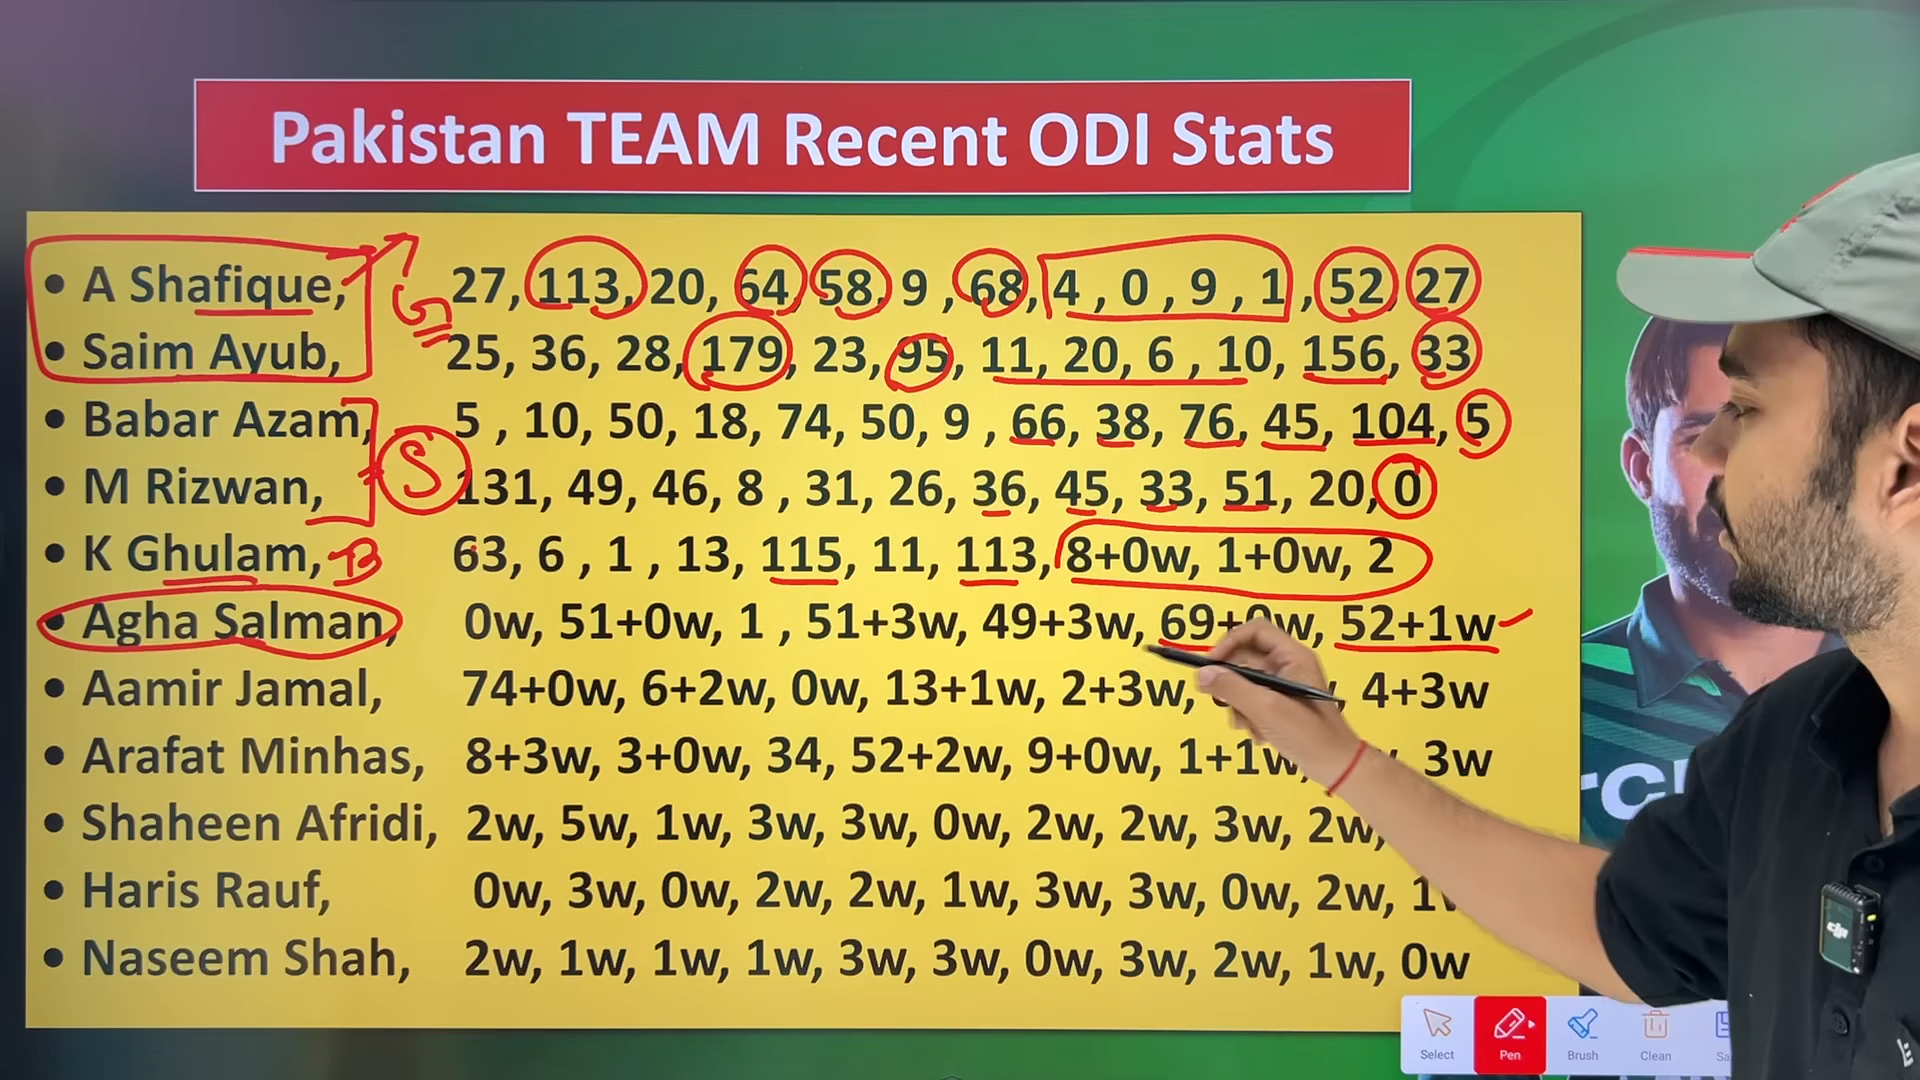 Pakistan TEAM Recent ODI Stats
• A Shafique, G 27, 113, 20, 64, 58, 9 , 68, 4 , 0 , 9 , 1 , 52, 27
• Saim Ayub, 25, 36, 28, 179, 23, 95, 11, 20, 6 , 10, 156, 33
• Babar Azam, 5 , 10, 50, 18, 74, 50, 9 , 66, 38, 76, 45, 104, 5
• M Rizwan, S 131, 49, 46, 8 , 31, 26, 36, 45, 33, 51, 20, 0
• K Ghulam, B 63, 6 , 1 , 13, 115, 11, 113, 8+0w, 1+0w, 2
• Agha Salman, 0w, 51+0w, 1 , 51+3w, 49+3w, 69+0w, 52+1w
• Aamir Jamal, 74+0w, 6+2w, 0w, 13+1w, 2+3w, 4+3w
• Arafat Minhas, 8+3w, 3+0w, 34, 52+2w, 9+0w, 1+1w, 3w
• Shaheen Afridi, 2w, 5w, 1w, 3w, 3w, 0w, 2w, 2w, 3w, 2w,
• Haris Rauf, 0w, 3w, 0w, 2w, 2w, 1w, 3w, 3w, 0w, 2w,
• Naseem Shah, 2w, 1w, 1w, 1w, 3w, 3w, 0w, 3w, 2w, 1w, 0w
dji
Select Pen Brush Clean